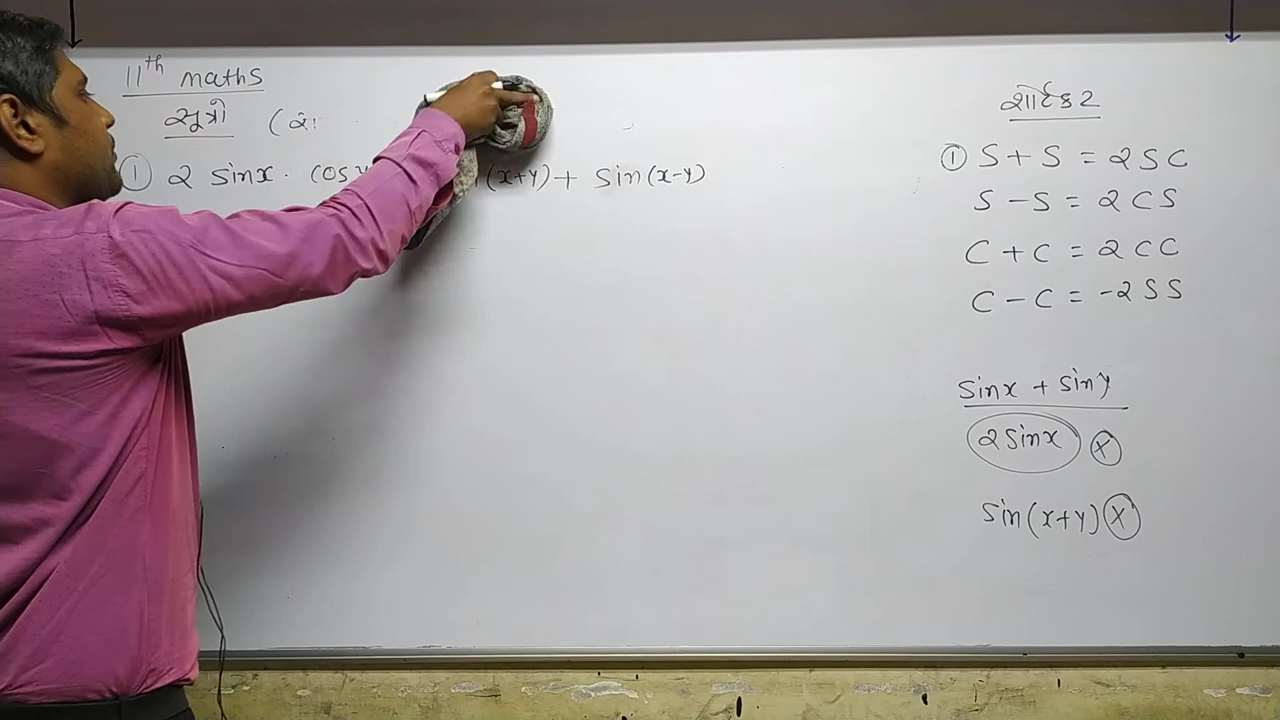 11th maths
સૂત્રો
① 2 sinx · cos (x+y) + sin(x-y)
શોર્ટકટ
① S + S = 2 S C
S - S = 2 C S
C + C = 2 C C
C - C = -2 S S
sinx + siny
2 sinx ⓧ
sin(x+y) ⓧ